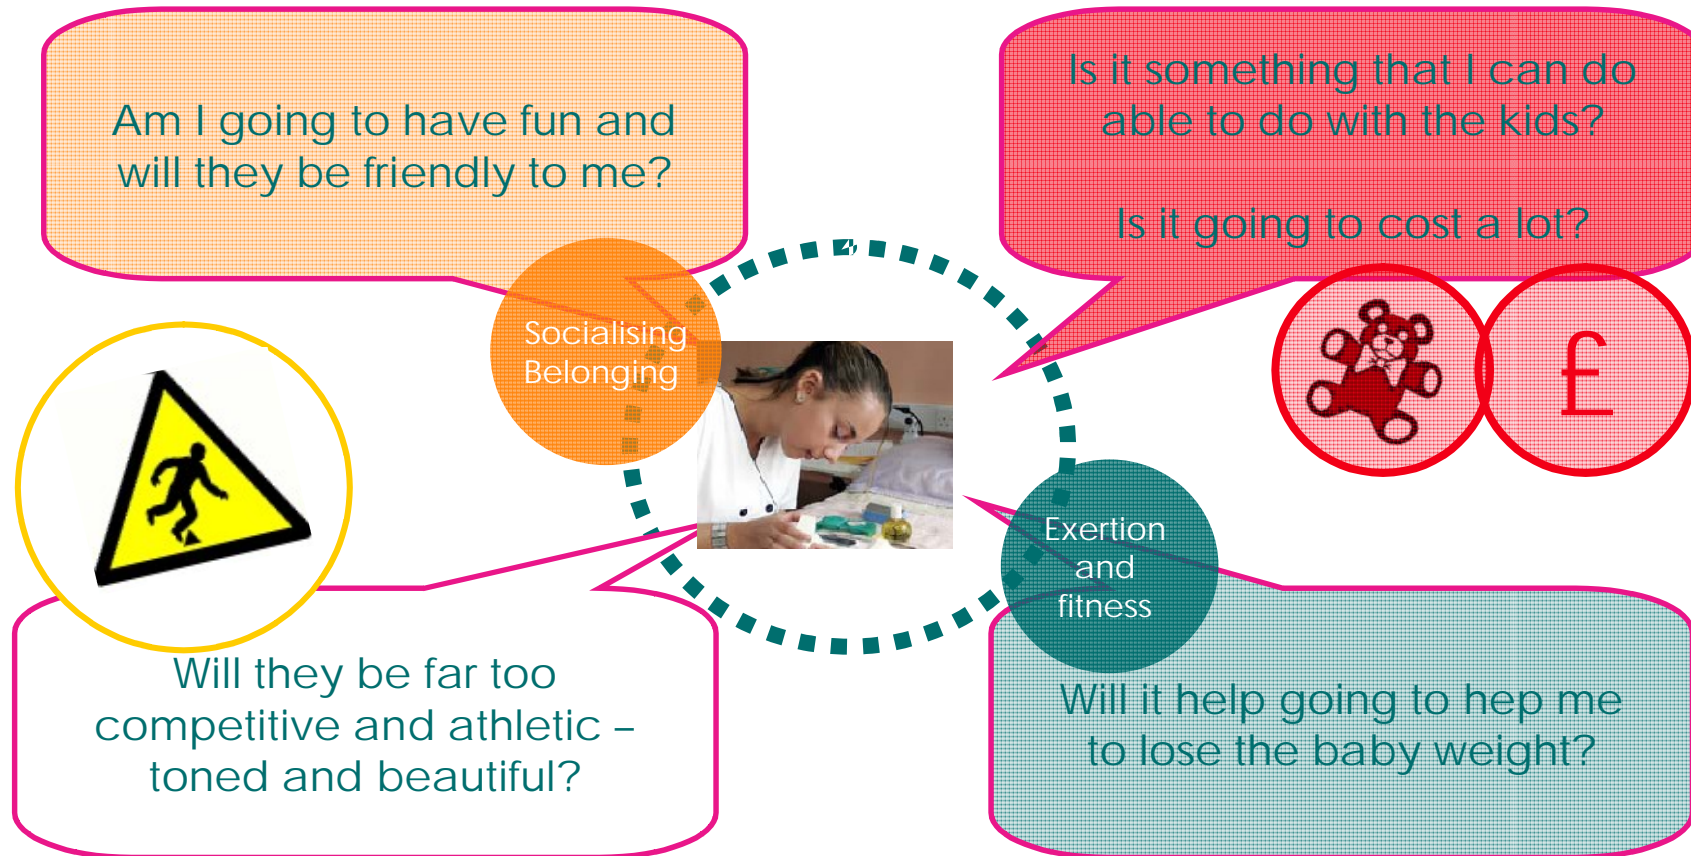 Am I going to have fun and
will they be friendly to me?
Is it something that I can do
able to do with the kids?
Is it going to cost a lot?
Socialising
Belonging
£
Exertion
and
fitness
Will they be far too
competitive and athletic –
toned and beautiful?
Will it help going to hep me
to lose the baby weight?